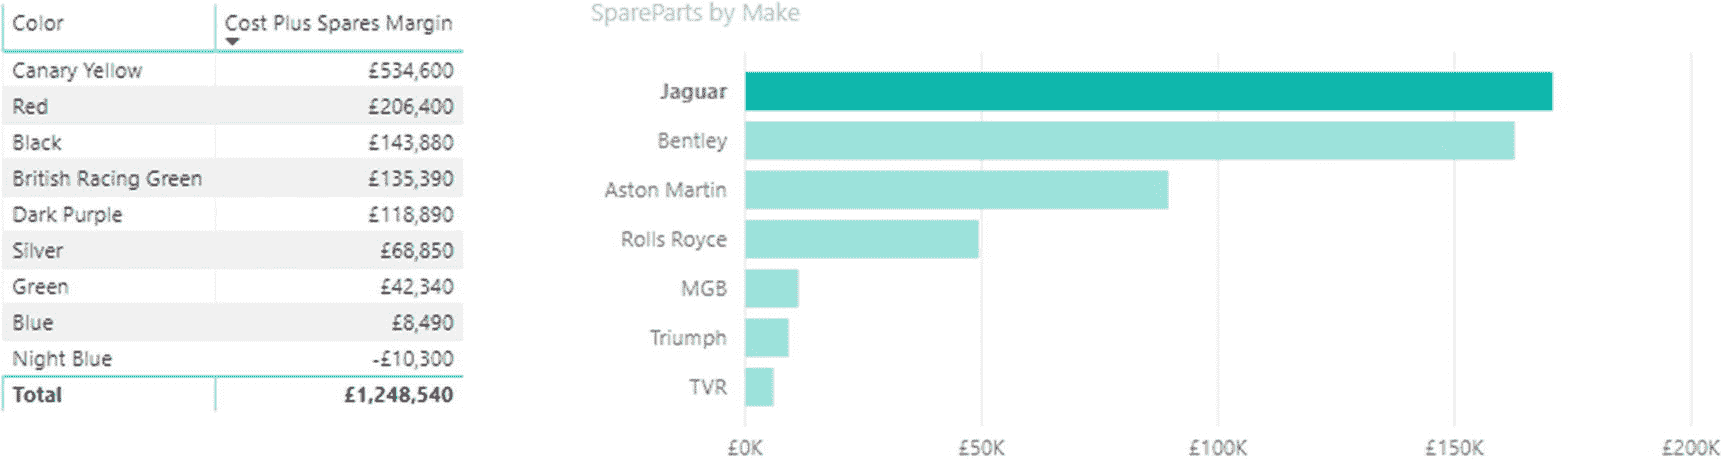 Color Cost Plus Spares Margin
Canary Yellow £534,600
Red £206,400
Black £143,880
British Racing Green £135,390
Dark Purple £118,890
Silver £68,850
Green £42,340
Blue £8,490
Night Blue -£10,300
Total £1,248,540
SpareParts by Make
Jaguar
Bentley
Aston Martin
Rolls Royce
MGB
Triumph
TVR
£0K £50K £100K £150K £200K